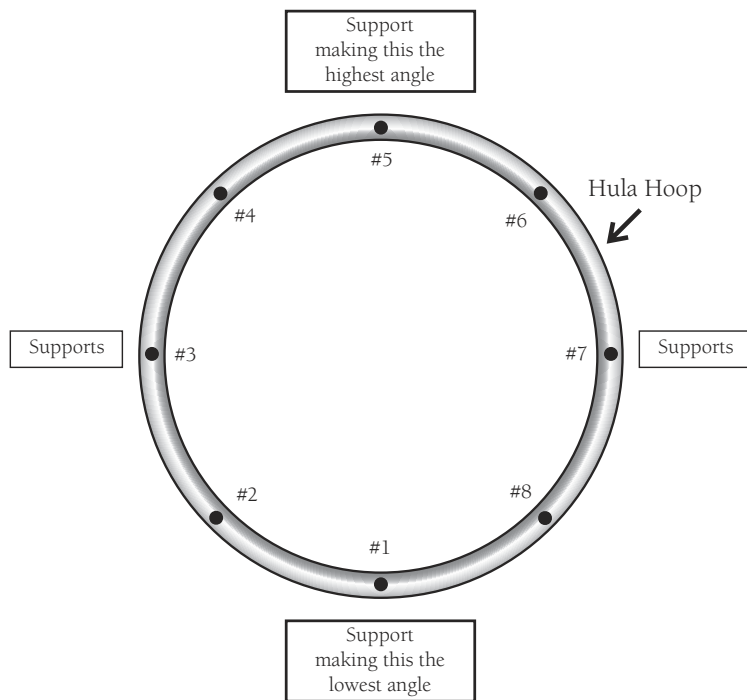 Support
making this the
highest angle
#5
#4
#6
Hula Hoop
Supports
#3
#7
Supports
#2
#8
#1
Support
making this the
lowest angle